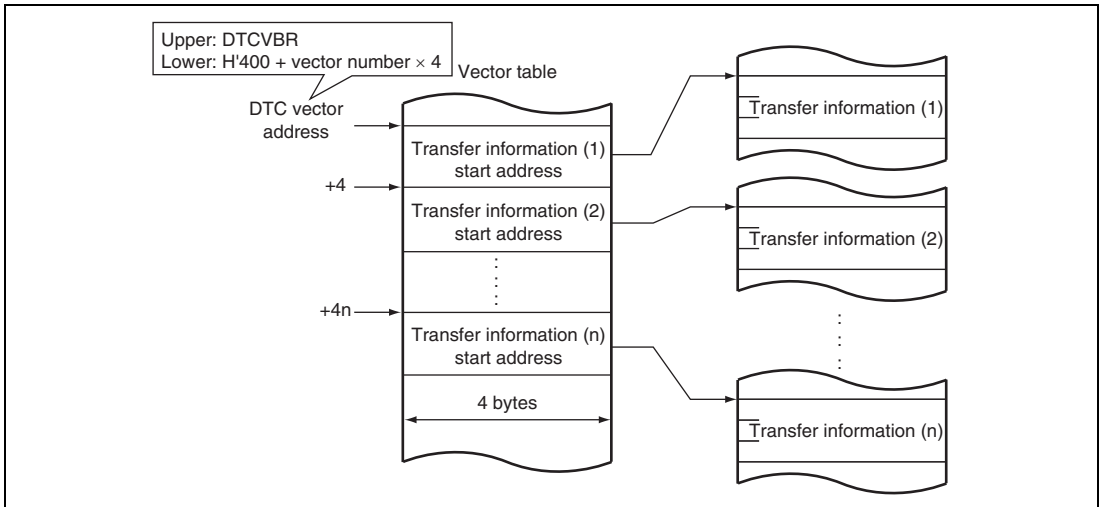 Upper: DTCVBR
Lower: H'400 + vector number × 4
Vector table
DTC vector
address
Transfer information (1)
start address
+4
Transfer information (2)
start address
+4n
Transfer information (n)
start address
4 bytes
Transfer information (1)
Transfer information (2)
Transfer information (n)